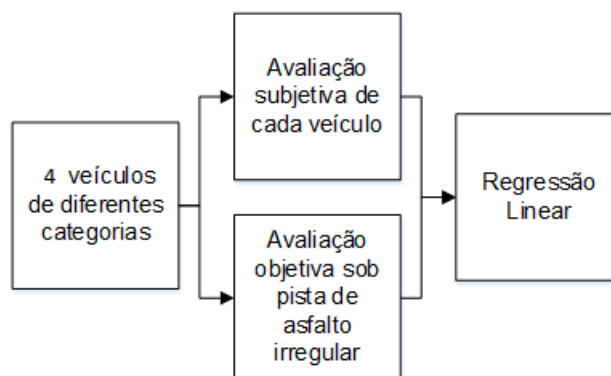 4 veículos
de diferentes
categorias
Avaliação
subjetiva de
cada veículo
Avaliação
objetiva sob
pista de
asfalto
irregular
Regressão
Linear